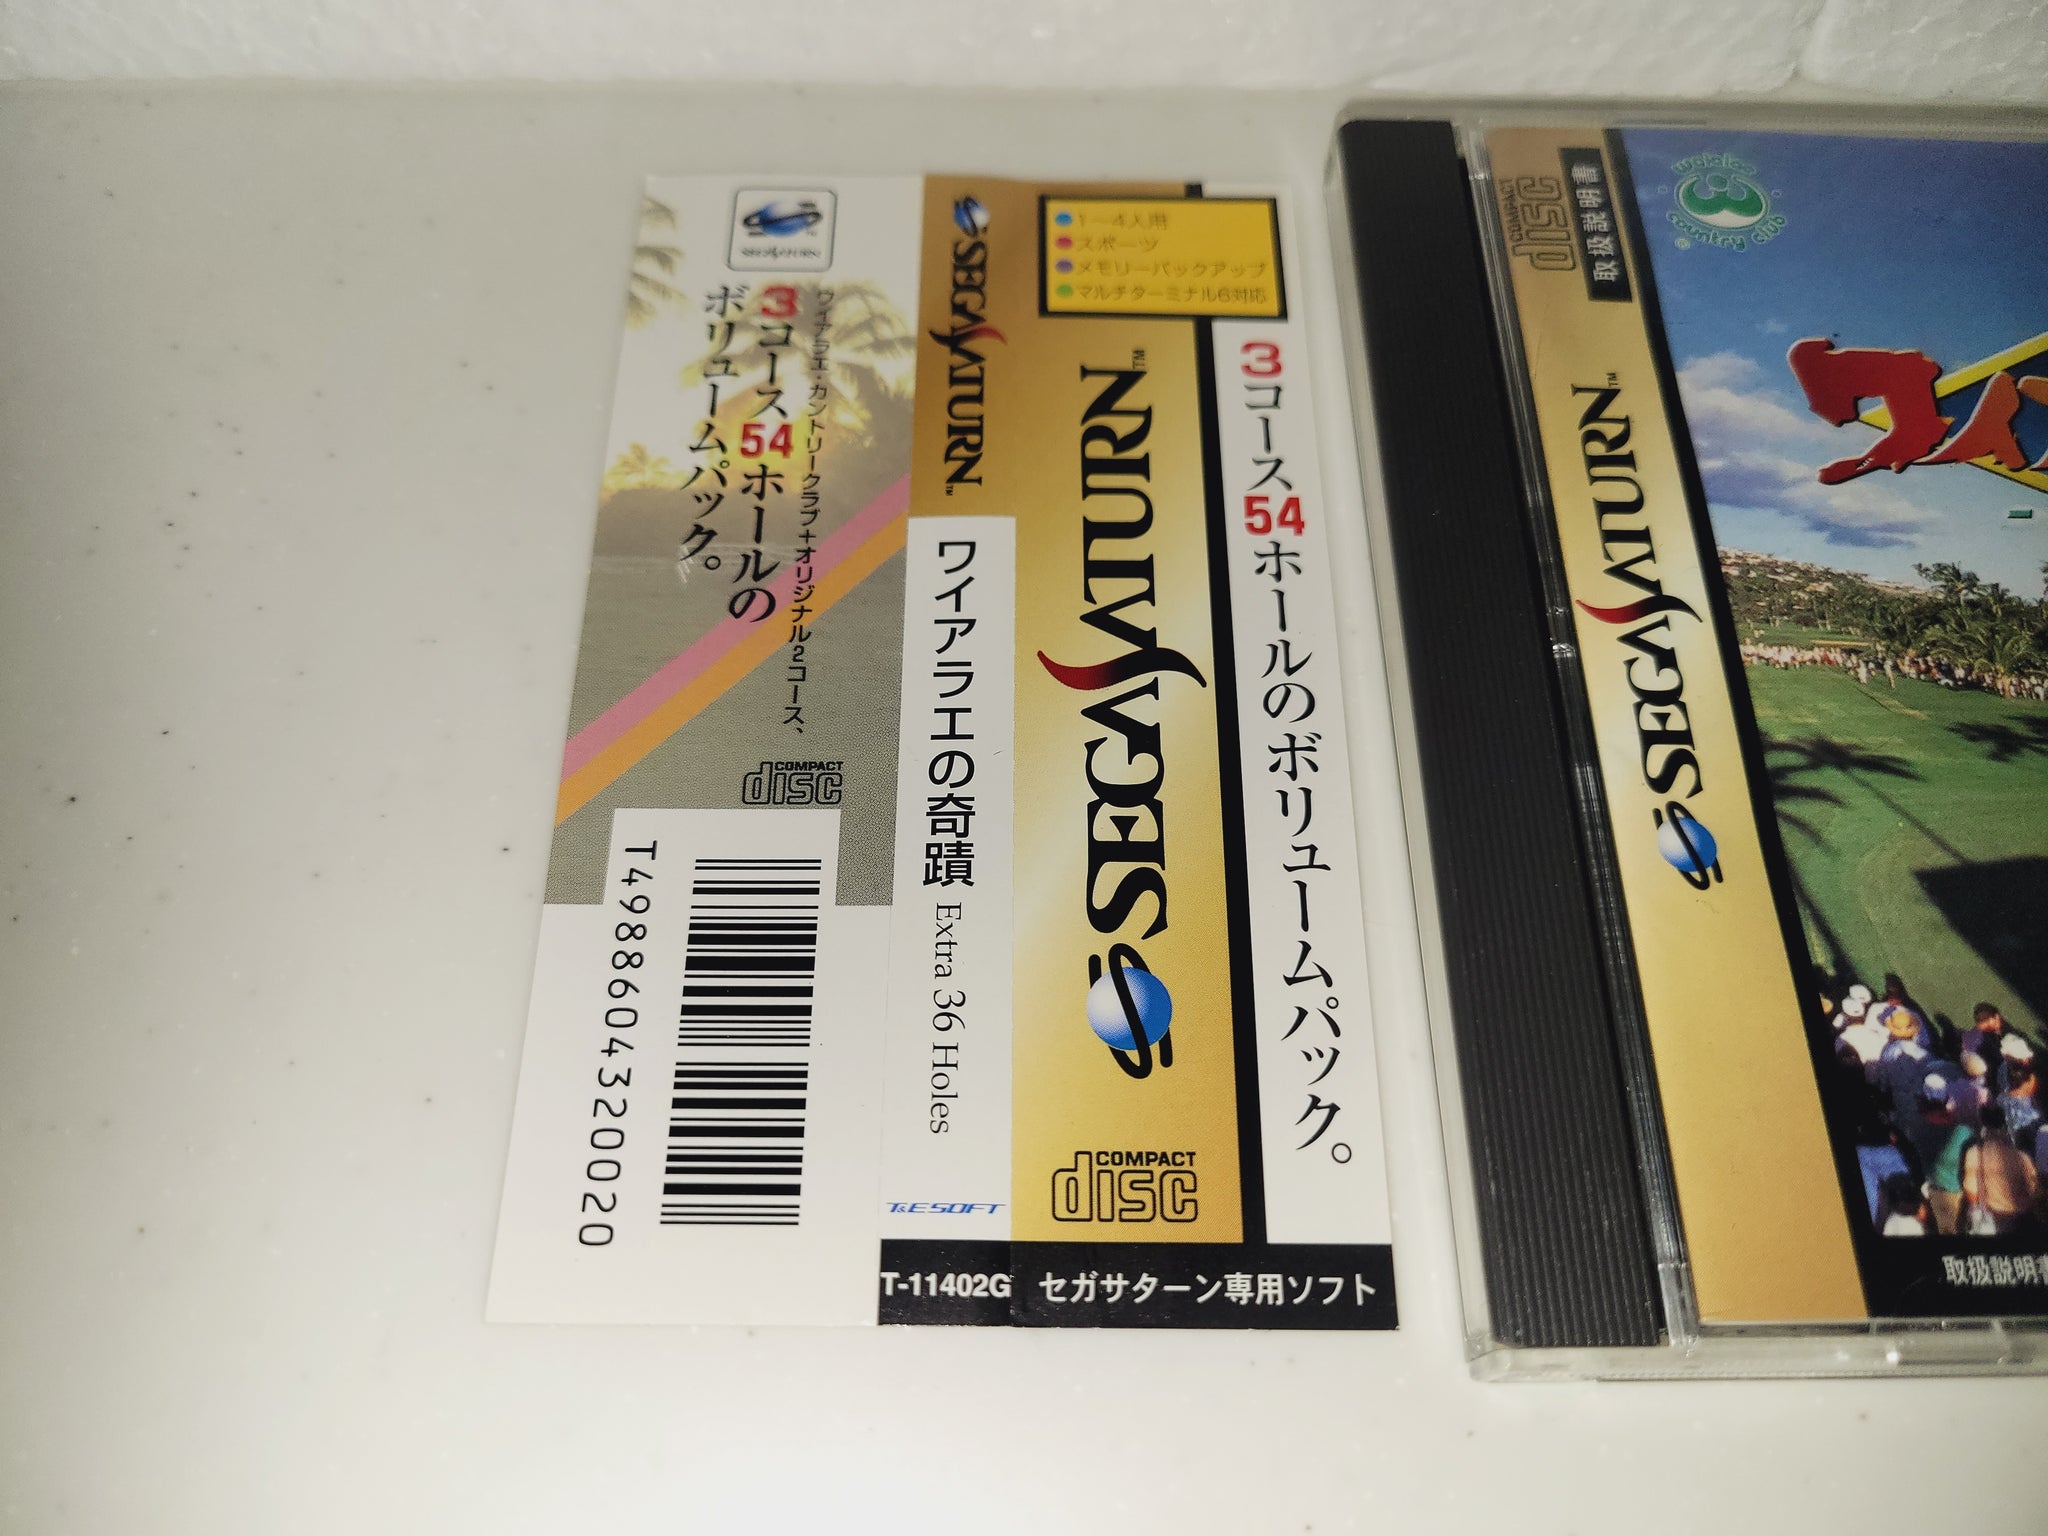 SEGA SATURN
ワイアラエ・カントリークラブ+オリジナル2コース、
3コース54ホールの
ボリュームパック。
COMPACT
disc
T4988604320020
SEGA SATURN™
ワイアラエの奇蹟 Extra 36 Holes
T&E SOFT
T-11402G
1〜4人用
スポーツ
メモリーバックアップ
マルチターミナル6対応
SEGA SATURN™
COMPACT
disc
3コース54ホールのボリュームパック。
セガサターン専用ソフト
COMPACT
disc
取扱説明書
SEGA SATURN™
waialae
country club
®
ワイ
取扱説明書